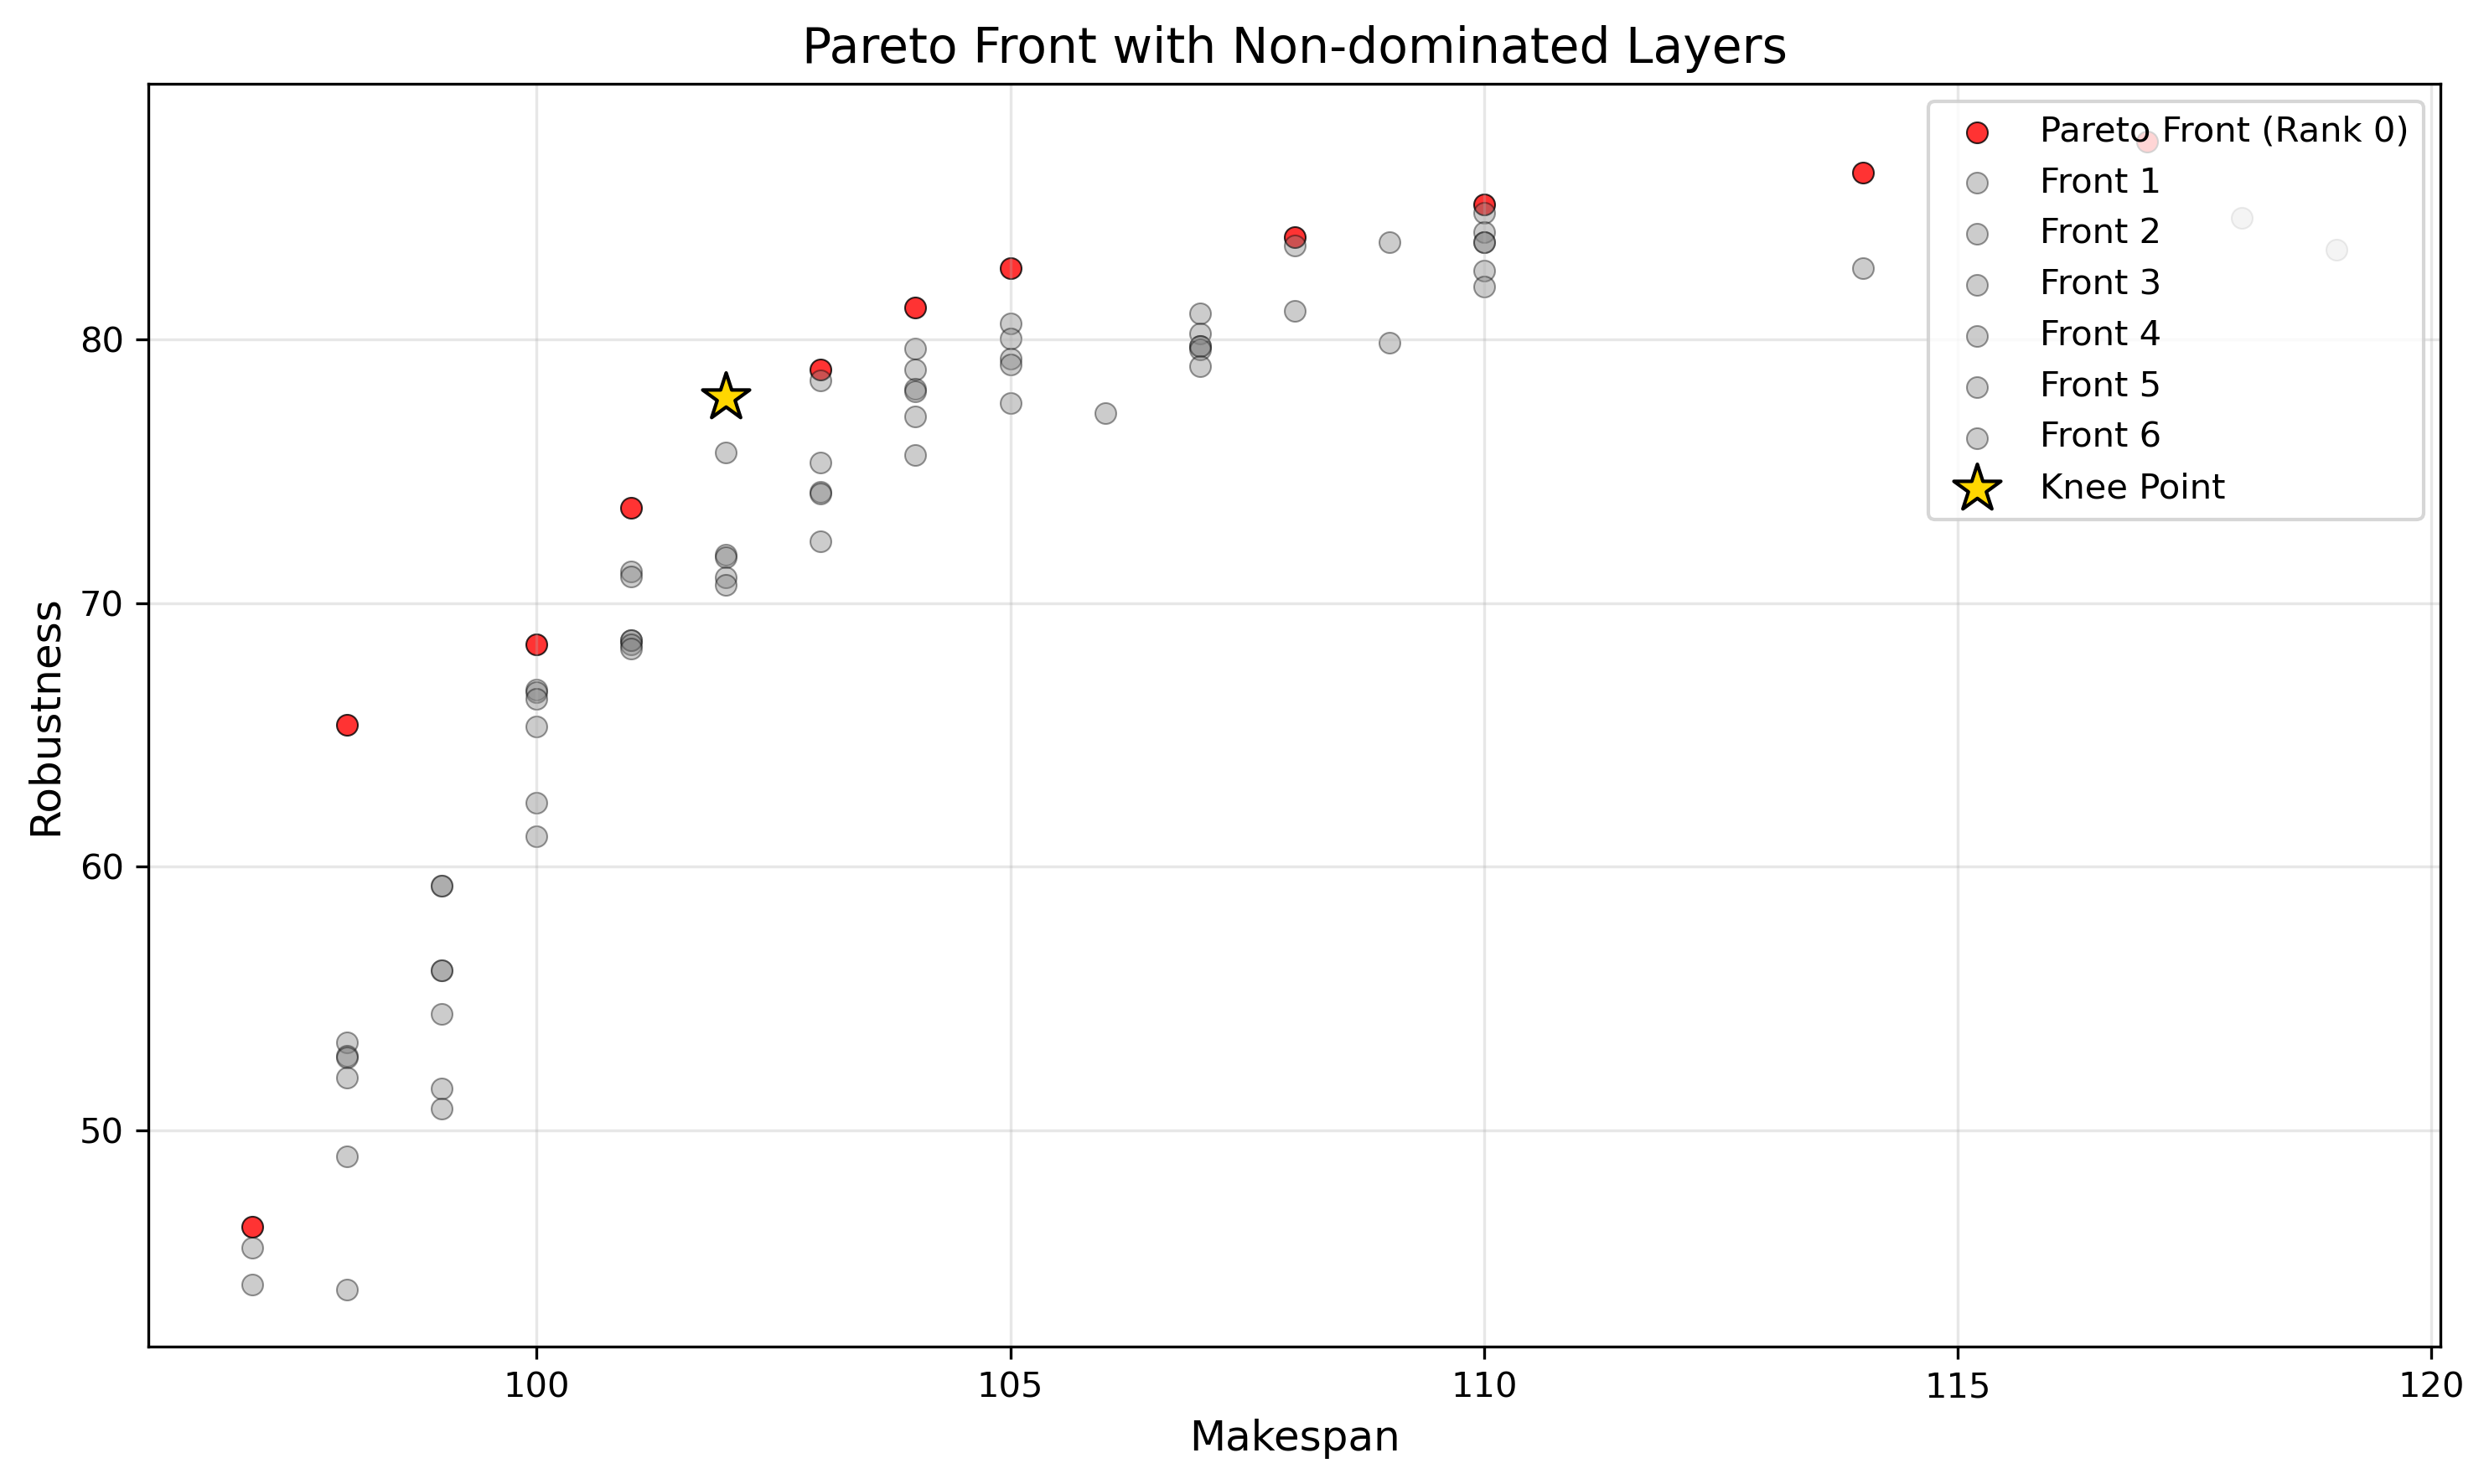 Pareto Front with Non-dominated Layers
Pareto Front (Rank 0)
Front 1
Front 2
Front 3
Front 4
Front 5
Front 6
Knee Point
Robustness
80
70
60
50
100
105
110
115
120
Makespan